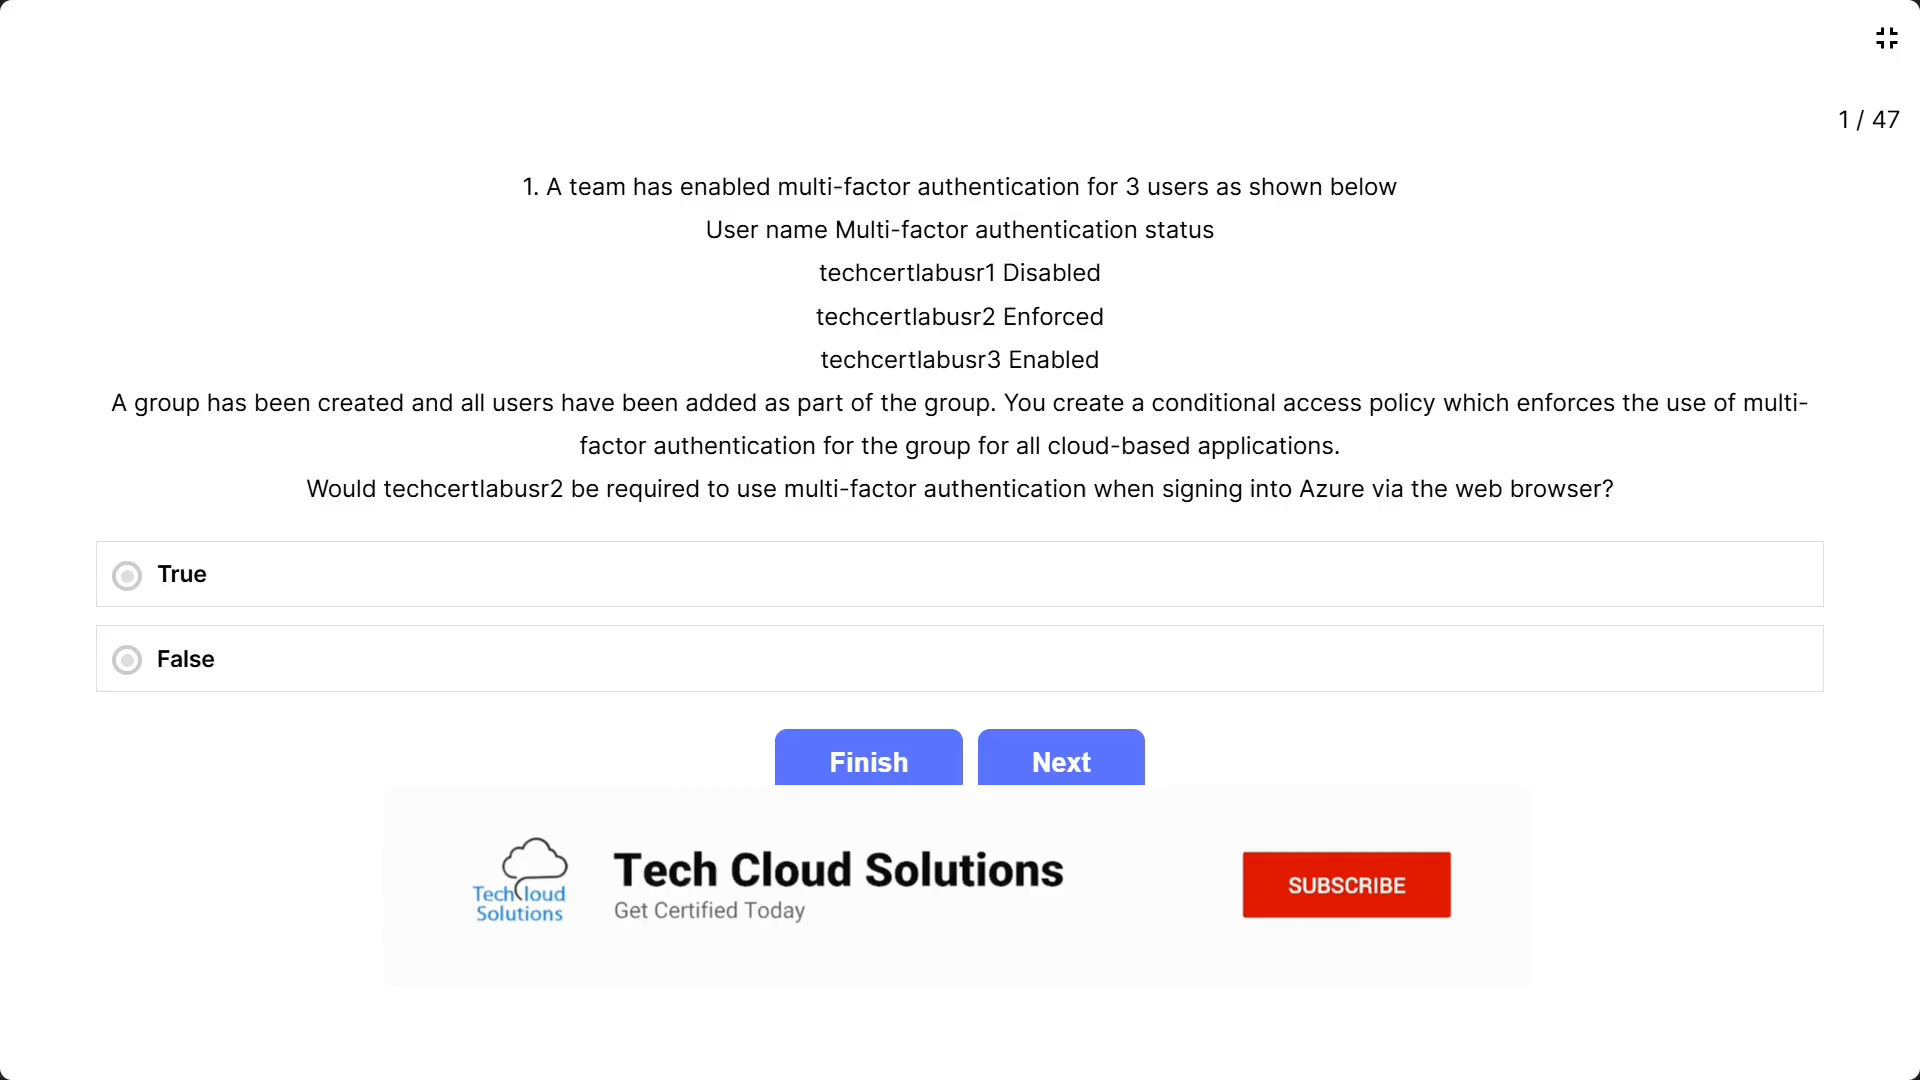 1 / 47
1. A team has enabled multi-factor authentication for 3 users as shown below
User name Multi-factor authentication status
techcertlabusr1 Disabled
techcertlabusr2 Enforced
techcertlabusr3 Enabled
A group has been created and all users have been added as part of the group. You create a conditional access policy which enforces the use of multi-
factor authentication for the group for all cloud-based applications.
Would techcertlabusr2 be required to use multi-factor authentication when signing into Azure via the web browser?
True
False
Finish Next
Tech Cloud Solutions
Get Certified Today
SUBSCRIBE
Tech loud
Solutions